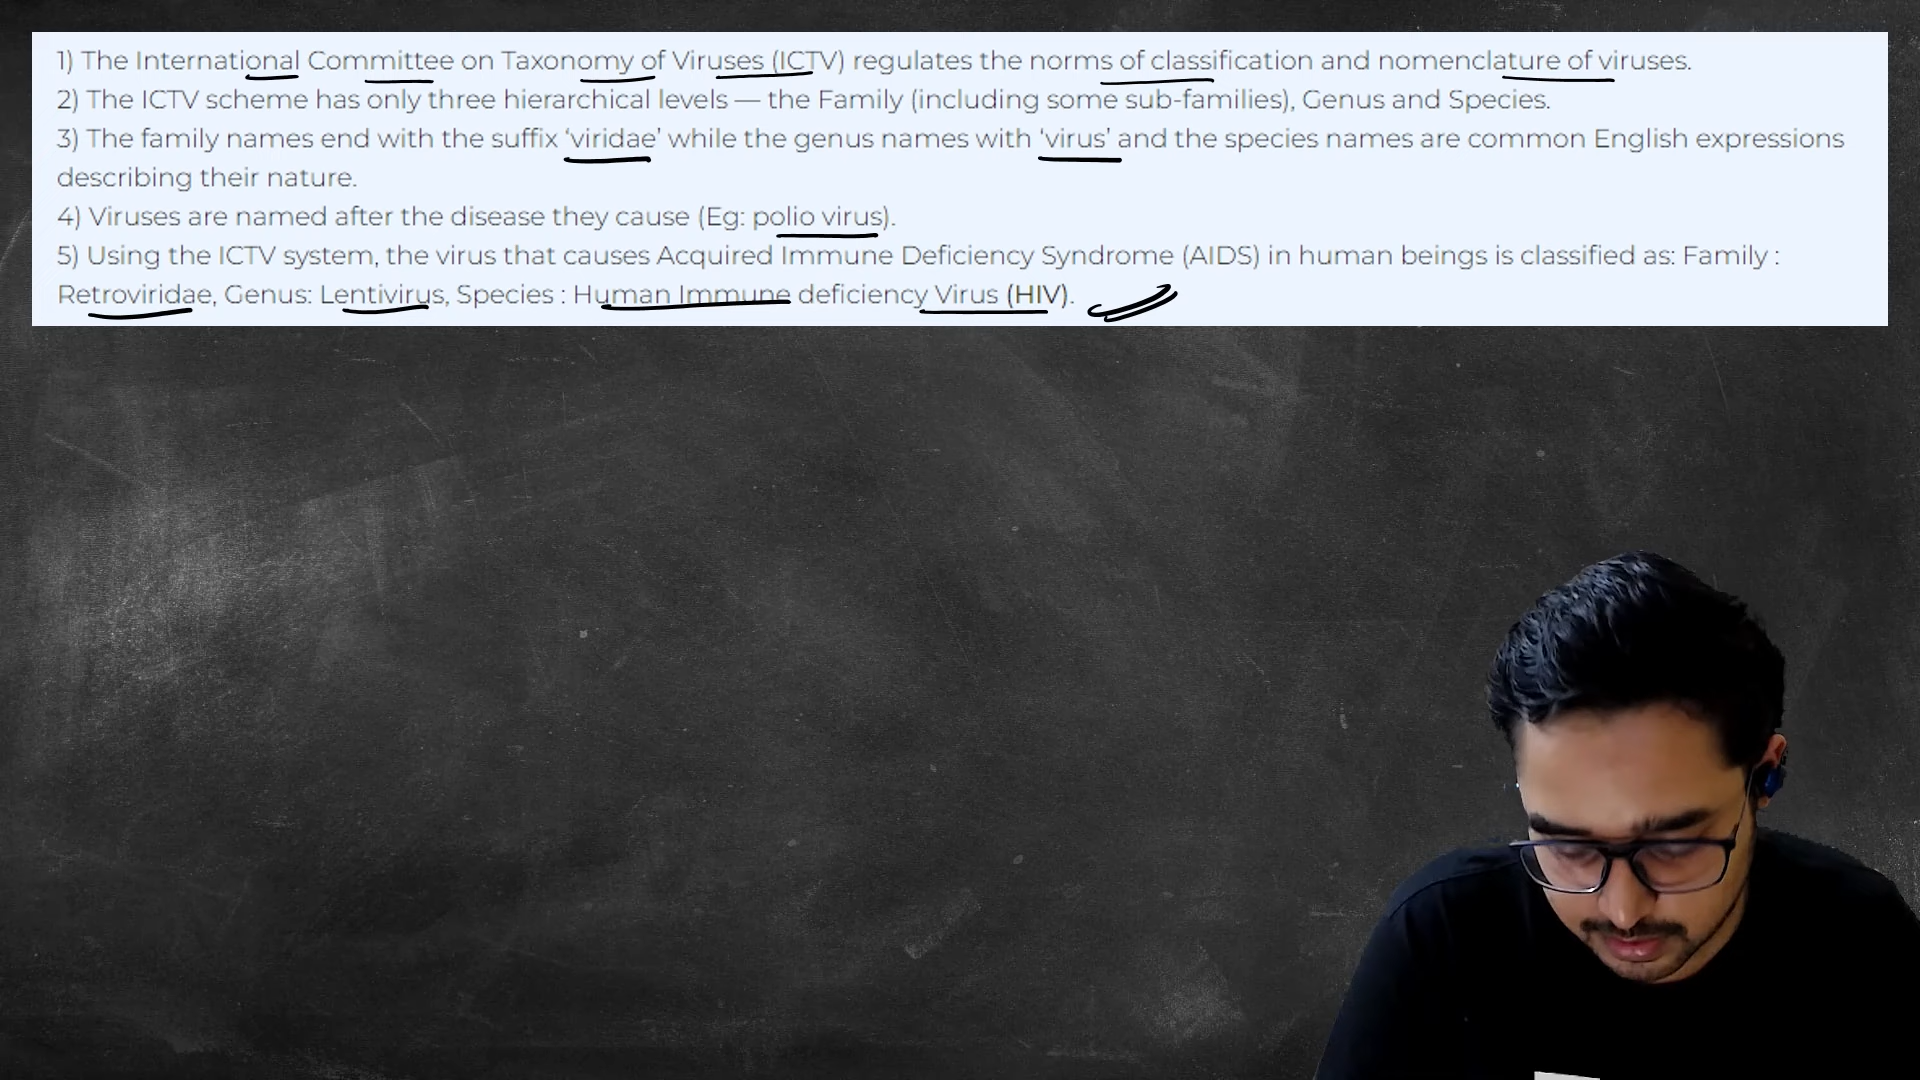 1) The International Committee on Taxonomy of Viruses (ICTV) regulates the norms of classification and nomenclature of viruses.
2) The ICTV scheme has only three hierarchical levels — the Family (including some sub-families), Genus and Species.
3) The family names end with the suffix ‘viridae’ while the genus names with ‘virus’ and the species names are common English expressions
describing their nature.
4) Viruses are named after the disease they cause (Eg: polio virus).
5) Using the ICTV system, the virus that causes Acquired Immune Deficiency Syndrome (AIDS) in human beings is classified as: Family :
Retroviridae, Genus: Lentivirus, Species : Human Immune deficiency Virus (HIV).